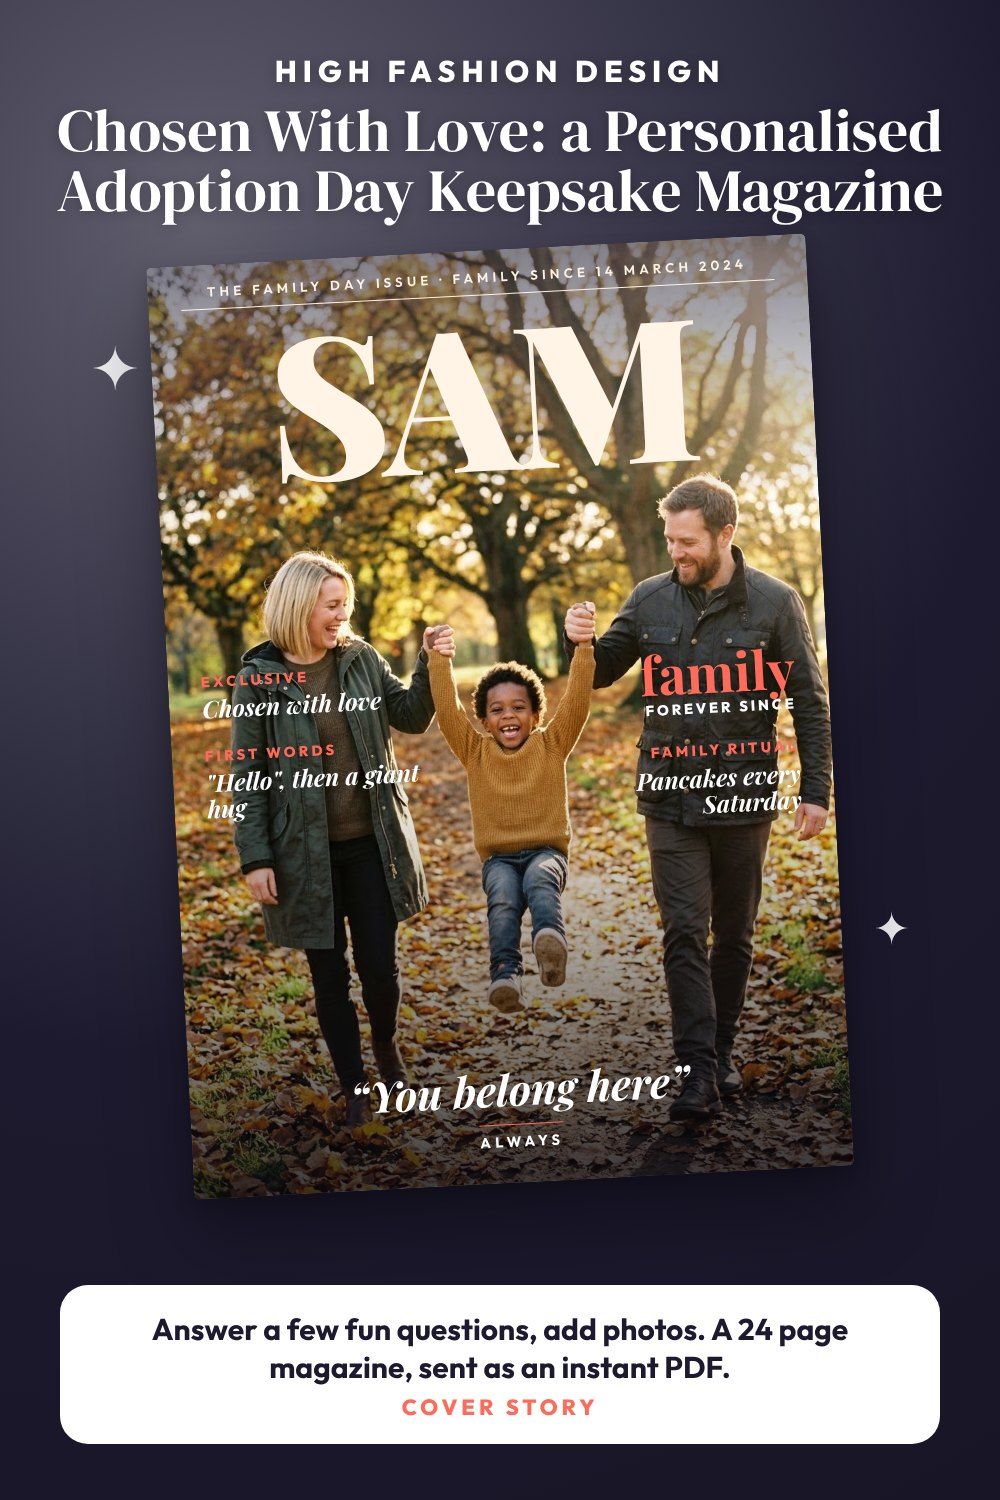 HIGH FASHION DESIGN
Chosen With Love: a Personalised
Adoption Day Keepsake Magazine
THE FAMILY DAY ISSUE · FAMILY SINCE 14 MARCH 2024
SAM
EXCLUSIVE
Chosen with love
FIRST WORDS
"Hello", then a giant
hug
family
FOREVER SINCE
FAMILY RITUAL
Pancakes every
Saturday
“You belong here”
ALWAYS
Answer a few fun questions, add photos. A 24 page
magazine, sent as an instant PDF.
COVER STORY